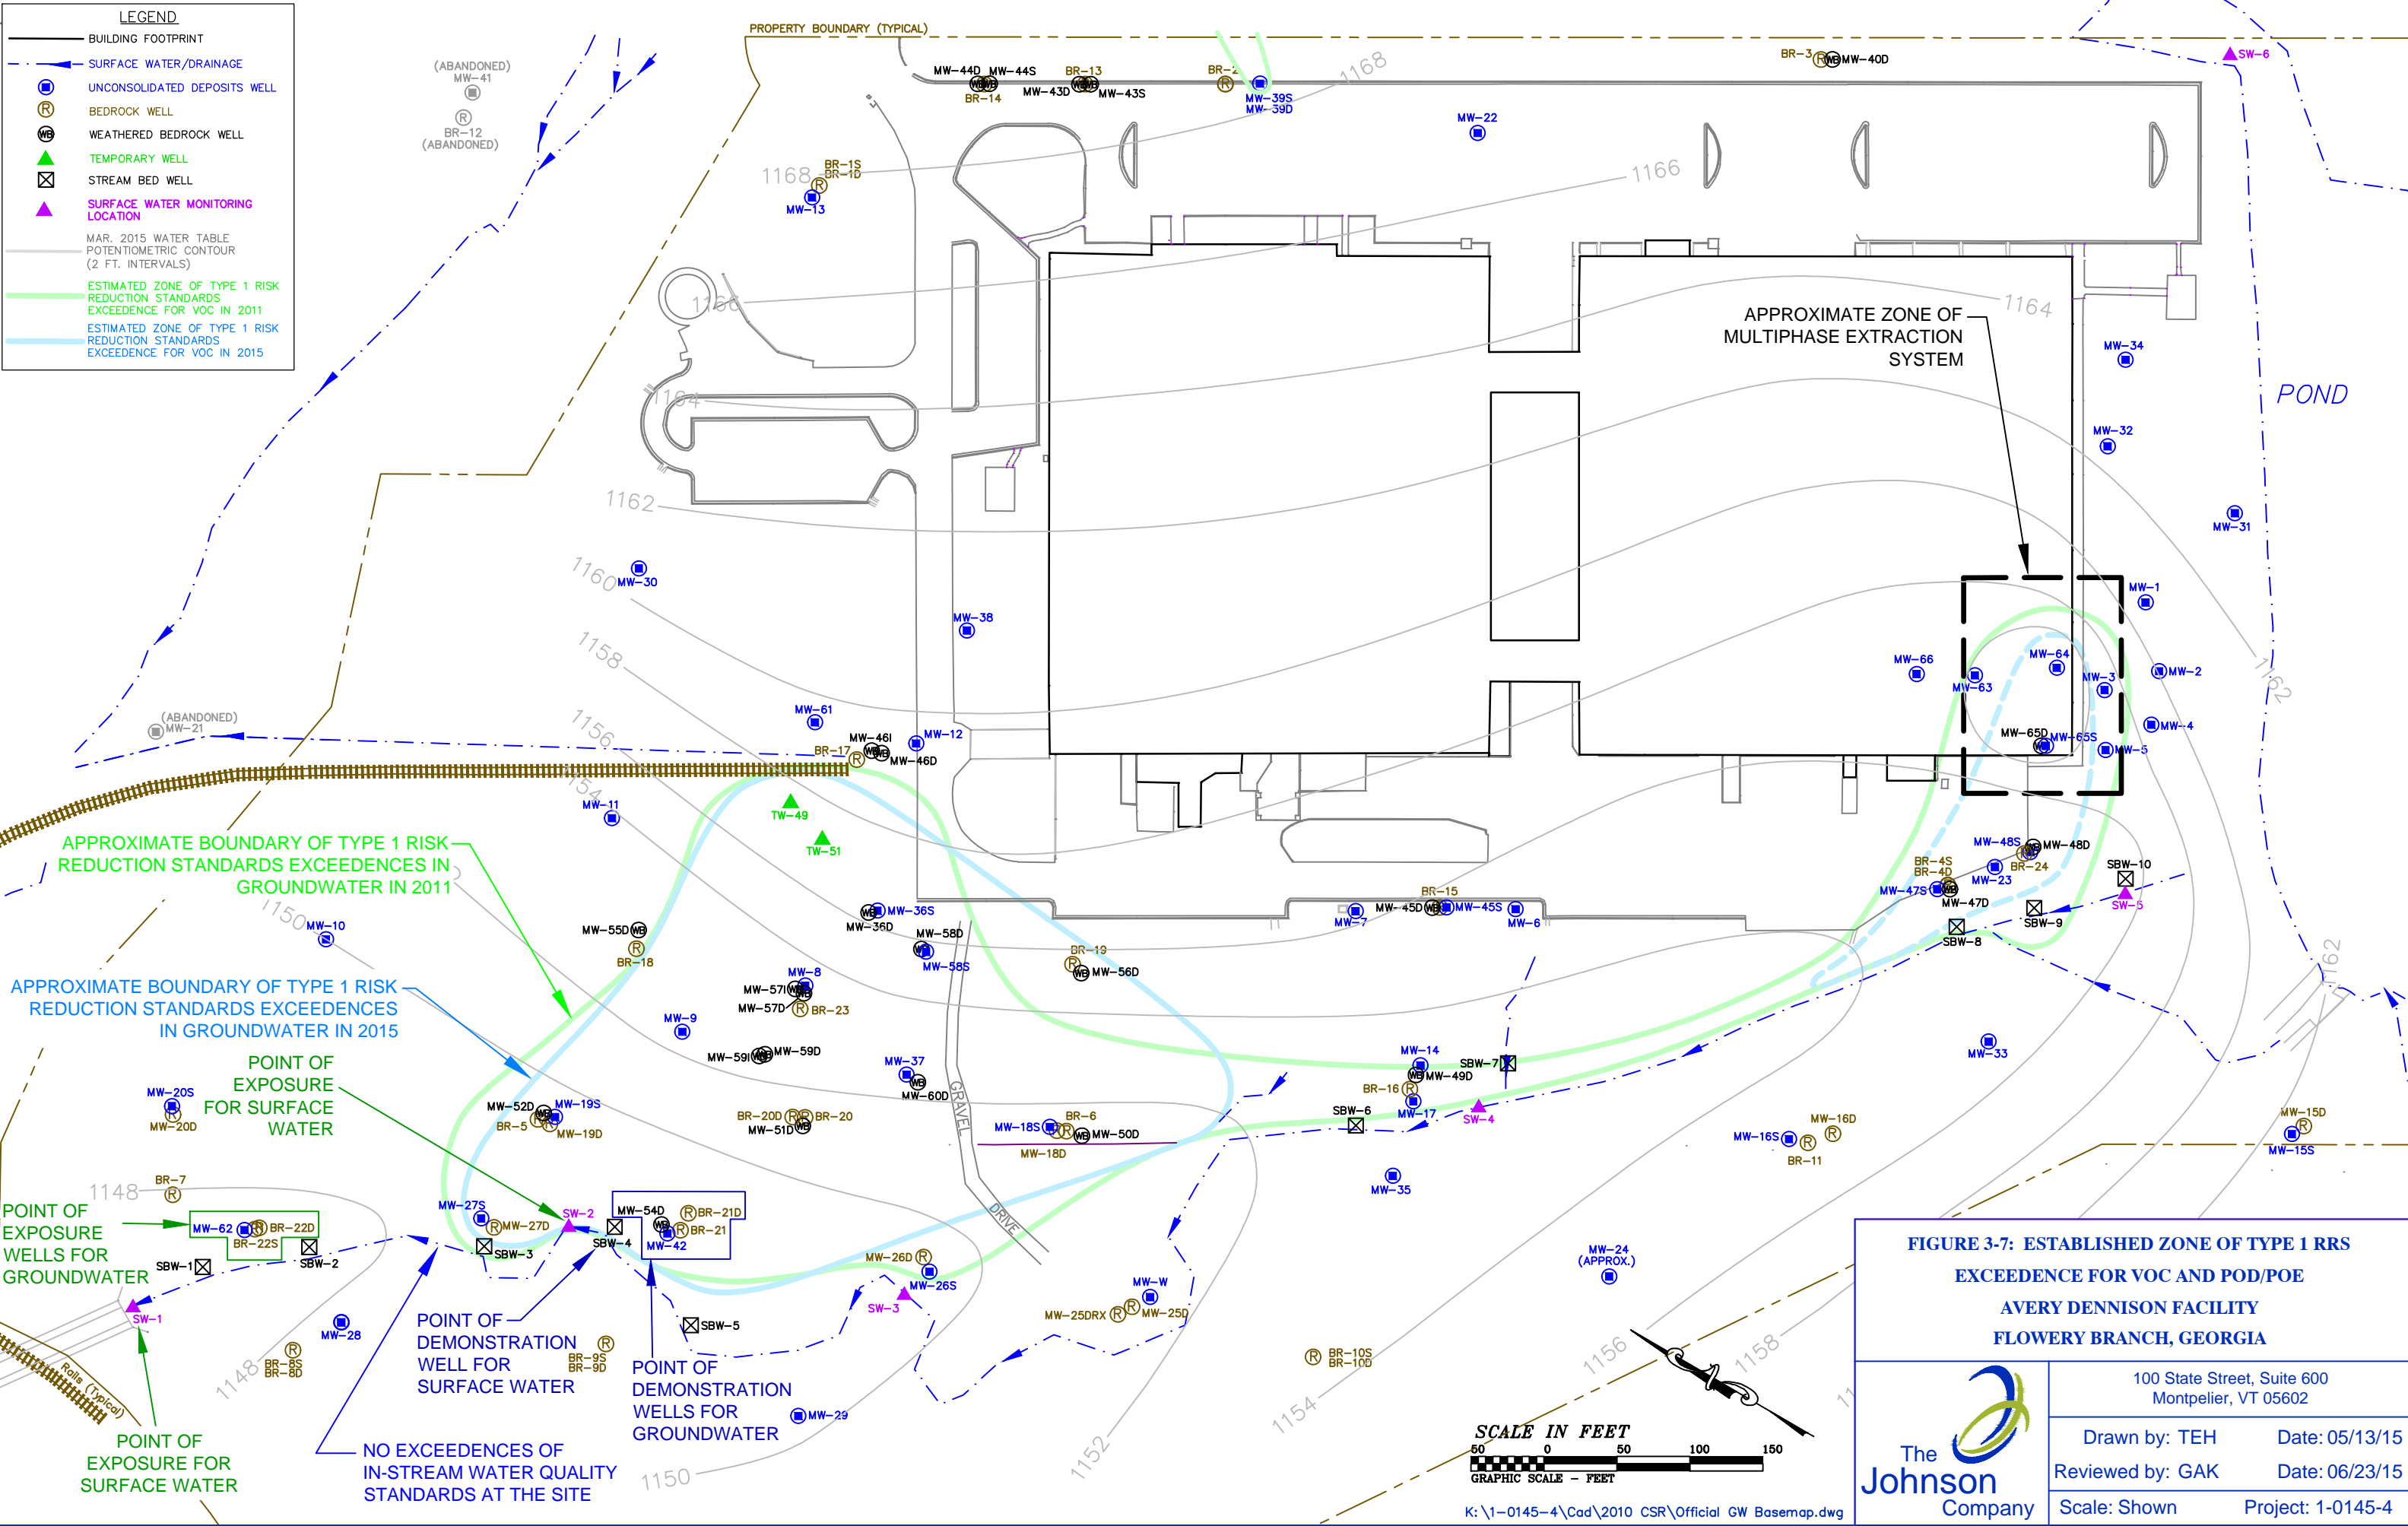 LEGEND
BUILDING FOOTPRINT
SURFACE WATER/DRAINAGE
UNCONSOLIDATED DEPOSITS WELL
BEDROCK WELL
WEATHERED BEDROCK WELL
TEMPORARY WELL
STREAM BED WELL
SURFACE WATER MONITORING
LOCATION
MAR. 2015 WATER TABLE
POTENTIOMETRIC CONTOUR
(2 FT. INTERVALS)
ESTIMATED ZONE OF TYPE 1 RISK
REDUCTION STANDARDS
EXCEEDENCE FOR VOC IN 2011
ESTIMATED ZONE OF TYPE 1 RISK
REDUCTION STANDARDS
EXCEEDENCE FOR VOC IN 2015
PROPERTY BOUNDARY (TYPICAL)
(ABANDONED)
MW-41
BR-12
(ABANDONED)
MW-44D
MW-44S
BR-14
BR-13
MW-43D
MW-43S
BR-2
MW-39S
MW-39D
1168
MW-22
BR-3
MW-40D
SW-6
1168
BR-1S
BR-1D
MW-13
1166
1166
1164
APPROXIMATE ZONE OF
MULTIPHASE EXTRACTION
SYSTEM
MW-34
POND
1164
MW-32
1162
MW-31
1160
MW-30
MW-38
MW-1
1158
MW-66
MW-63
MW-64
MW-3
MW-2
1162
(ABANDONED)
MW-21
1156
MW-61
MW-4
BR-17
MW-46I
MW-46D
MW-12
MW-65D
MW-65S
MW-5
1154
MW-11
TW-49
TW-51
APPROXIMATE BOUNDARY OF TYPE 1 RISK
REDUCTION STANDARDS EXCEEDENCES IN
GROUNDWATER IN 2011
MW-48S
MW-48D
BR-24
MW-23
BR-4S
BR-4D
MW-47S
MW-47D
SBW-10
SW-5
SBW-9
SBW-8
1150
MW-10
MW-36S
MW-36D
BR-15
MW-45D
MW-45S
MW-7
MW-6
MW-55D
BR-18
MW-58D
MW-58S
BR-19
MW-56D
1162
APPROXIMATE BOUNDARY OF TYPE 1 RISK
REDUCTION STANDARDS EXCEEDENCES
IN GROUNDWATER IN 2015
MW-8
MW-57I
MW-57D
BR-23
MW-9
MW-33
MW-59I
MW-59D
MW-37
MW-60D
MW-14
MW-49D
BR-16
MW-17
SBW-7
SW-4
SBW-6
POINT OF
EXPOSURE
FOR SURFACE
WATER
GRAVEL
DRIVE
MW-20S
MW-20D
MW-52D
MW-19S
BR-5
MW-19D
BR-20D
BR-20
MW-51D
MW-18S
BR-6
MW-50D
MW-18D
MW-16S
MW-16D
BR-11
MW-15D
MW-15S
MW-35
BR-7
1148
POINT OF
EXPOSURE
WELLS FOR
GROUNDWATER
MW-62
BR-22D
BR-22S
SBW-1
SBW-2
SW-1
MW-27S
MW-27D
SBW-3
SW-2
SBW-4
MW-54D
BR-21D
BR-21
MW-42
MW-26D
MW-26S
SW-3
SBW-5
MW-W
MW-25DRX
MW-25D
MW-24
(APPROX.)
MW-28
BR-8S
BR-8D
1148
BR-9S
BR-9D
BR-10S
BR-10D
MW-29
Rails (Typical)
POINT OF
EXPOSURE FOR
SURFACE WATER
POINT OF
DEMONSTRATION
WELL FOR
SURFACE WATER
POINT OF
DEMONSTRATION
WELLS FOR
GROUNDWATER
NO EXCEEDENCES OF
IN-STREAM WATER QUALITY
STANDARDS AT THE SITE
1150
1152
1154
1156
1158
SCALE IN FEET
50 0 50 100 150
GRAPHIC SCALE - FEET
K:\1-0145-4\Cad\2010 CSR\Official GW Basemap.dwg
FIGURE 3-7: ESTABLISHED ZONE OF TYPE 1 RRS
EXCEEDENCE FOR VOC AND POD/POE
AVERY DENNISON FACILITY
FLOWERY BRANCH, GEORGIA
The
Johnson
Company
100 State Street, Suite 600
Montpelier, VT 05602
Drawn by: TEH Date: 05/13/15
Reviewed by: GAK Date: 06/23/15
Scale: Shown Project: 1-0145-4